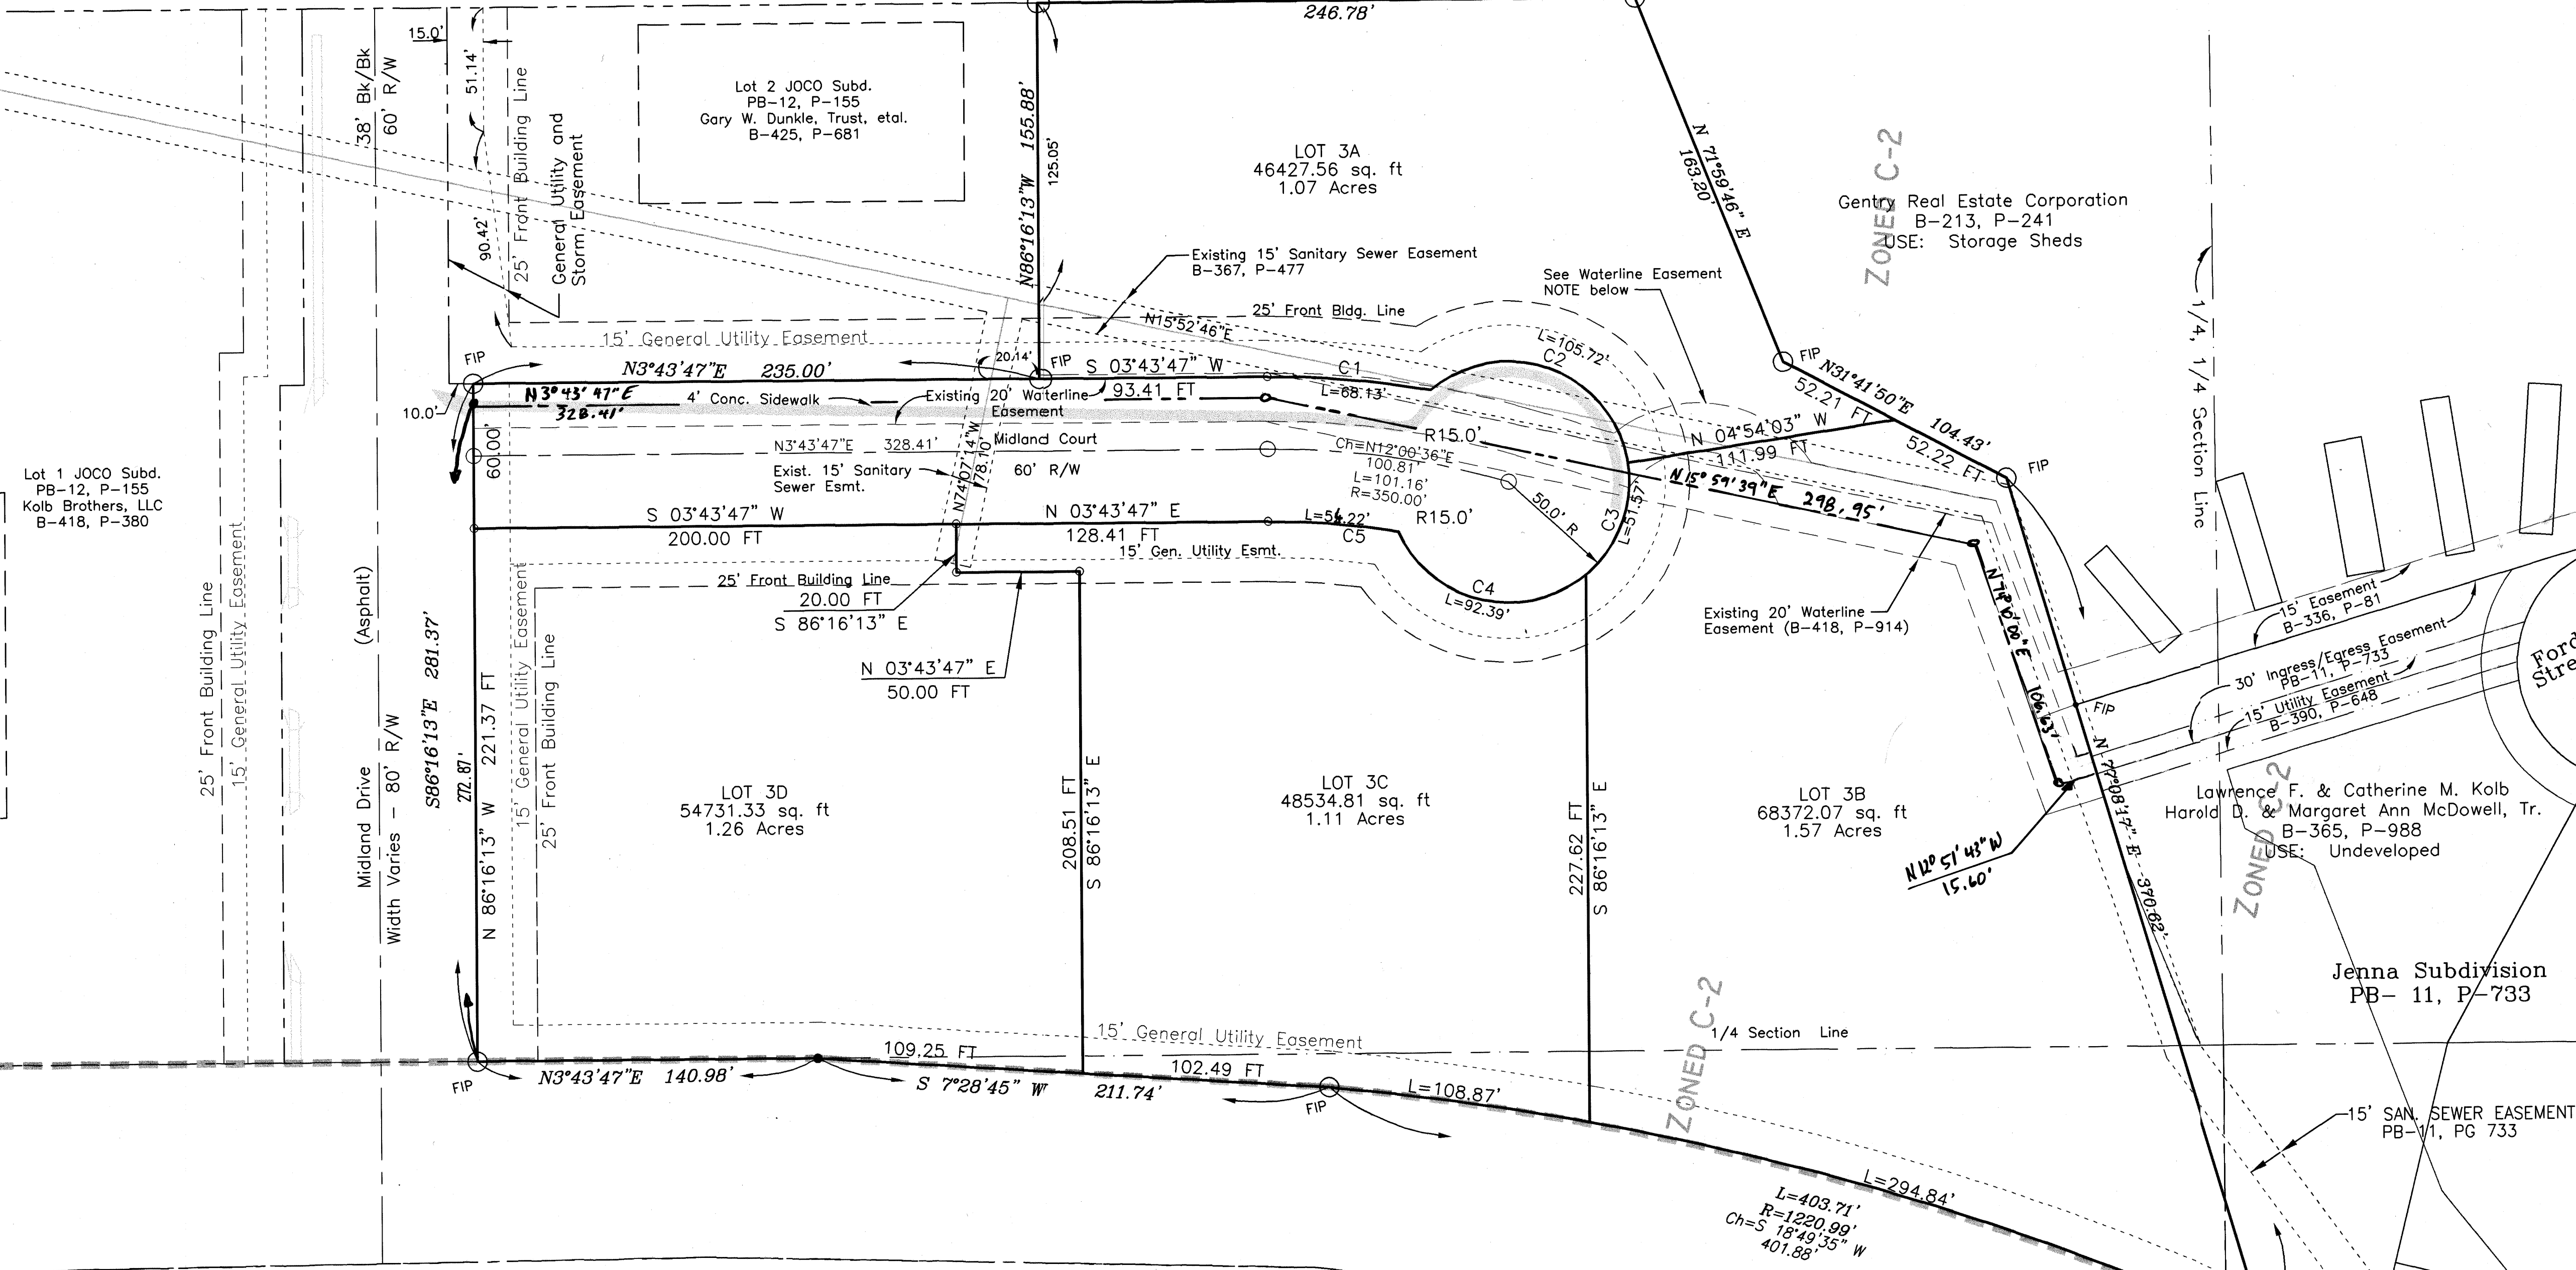 246.78'
15.0'
51.14'
38' Bk/Bk
60' R/W
25' Front Building Line
General Utility and
Storm Easement
90.42'
Lot 2 JOCO Subd.
PB-12, P-155
Gary W. Dunkle, Trust, etal.
B-425, P-681
N86°16'13"W 155.88'
125.05'
LOT 3A
46427.56 sq. ft
1.07 Acres
N 71°59'46" E
163.20'
ZONED C-2
Gentry Real Estate Corporation
B-213, P-241
USE: Storage Sheds
1/4, 1/4 Section Line
Existing 15' Sanitary Sewer Easement
B-367, P-477
See Waterline Easement
NOTE below
25' Front Bldg. Line
N15°52'46"E
15' General Utility Easement
L=105.72'
C2
FIP
N3°43'47"E 235.00'
20.14'
FIP
S 03°43'47" W
93.41 FT
C1
L=68.13'
FIP
N31°41'50"E 104.43'
52.21 FT
52.22 FT
FIP
10.0'
N 3° 43' 47" E
328.41'
4' Conc. Sidewalk
Existing 20' Waterline
Easement
60.00'
N3°43'47"E 328.41'
Midland Court
60' R/W
Exist. 15' Sanitary
Sewer Esmt.
N74°07'14"W
78.10'
R15.0'
Ch=N12°00'36"E
100.81'
L=101.16'
R=350.00'
R15.0'
50.0' R
N 04°54'03" W
111.99 FT
N 15° 59' 39" E 298.95'
C3
L=51.57'
Lot 1 JOCO Subd.
PB-12, P-155
Kolb Brothers, LLC
B-418, P-380
S 03°43'47" W
200.00 FT
N 03°43'47" E
128.41 FT
L=54.22'
C5
15' Gen. Utility Esmt.
25' Front Building Line
20.00 FT
S 86°16'13" E
C4
L=92.39'
N 03°43'47" E
50.00 FT
Existing 20' Waterline
Easement (B-418, P-914)
106.63'
15' Easement
B-336, P-81
30' Ingress/Egress Easement
PB-11, P-733
15' Utility Easement
B-390, P-648
FIP
25' Front Building Line
15' General Utility Easement
(Asphalt)
Midland Drive
Width Varies - 80' R/W
S86°16'13"E 281.37'
272.87'
N 86°16'13" W 221.37 FT
15' General Utility Easement
25' Front Building Line
LOT 3D
54731.33 sq. ft
1.26 Acres
208.51 FT
S 86°16'13" E
LOT 3C
48534.81 sq. ft
1.11 Acres
227.62 FT
S 86°16'13" E
LOT 3B
68372.07 sq. ft
1.57 Acres
N 12° 51' 43" W
15.60'
N 77°08'17" E 370.62'
Lawrence F. & Catherine M. Kolb
Harold D. & Margaret Ann McDowell, Tr.
B-365, P-988
USE: Undeveloped
ZONED C-2
Jenna Subdivision
PB- 11, P-733
ZONED C-2
1/4 Section Line
15' General Utility Easement
FIP
N3°43'47"E 140.98'
109.25 FT
S 7°28'45" W 211.74'
102.49 FT
FIP
L=108.87'
L=294.84'
L=403.71'
R=1220.99'
Ch=S 18°49'35" W
401.88'
15' SAN. SEWER EASEMENT
PB-11, PG 733